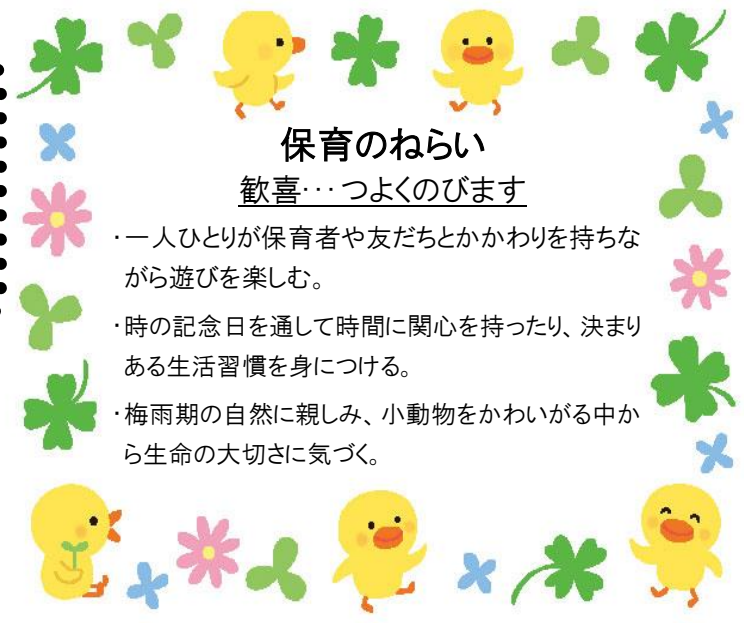 保育のねらい
歓喜…つよくのびます
・一人ひとりが保育者や友だちとかかわりを持ちな
がら遊びを楽しむ。
・時の記念日を通して時間に関心を持ったり、決まり
ある生活習慣を身につける。
・梅雨期の自然に親しみ、小動物をかわいがる中か
ら生命の大切さに気づく。